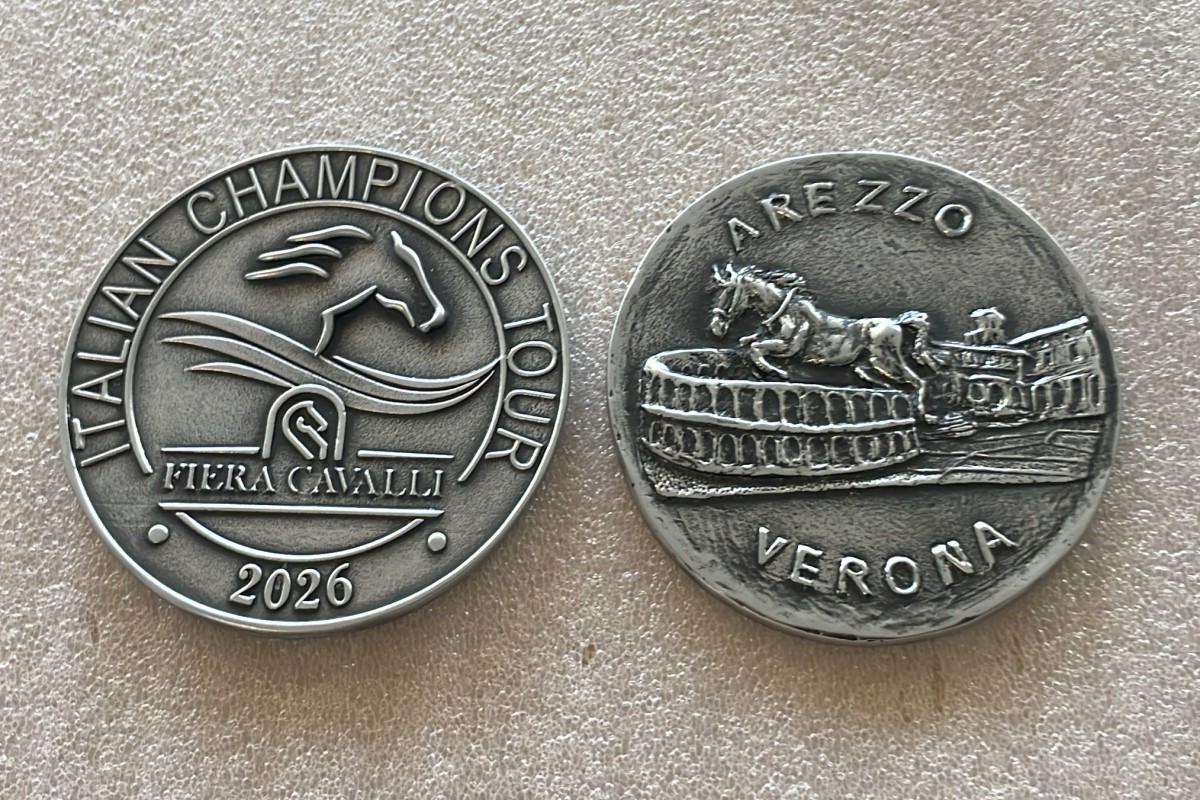 ITALIAN CHAMPIONS TOUR
FIERA CAVALLI
2026
AREZZO
VERONA